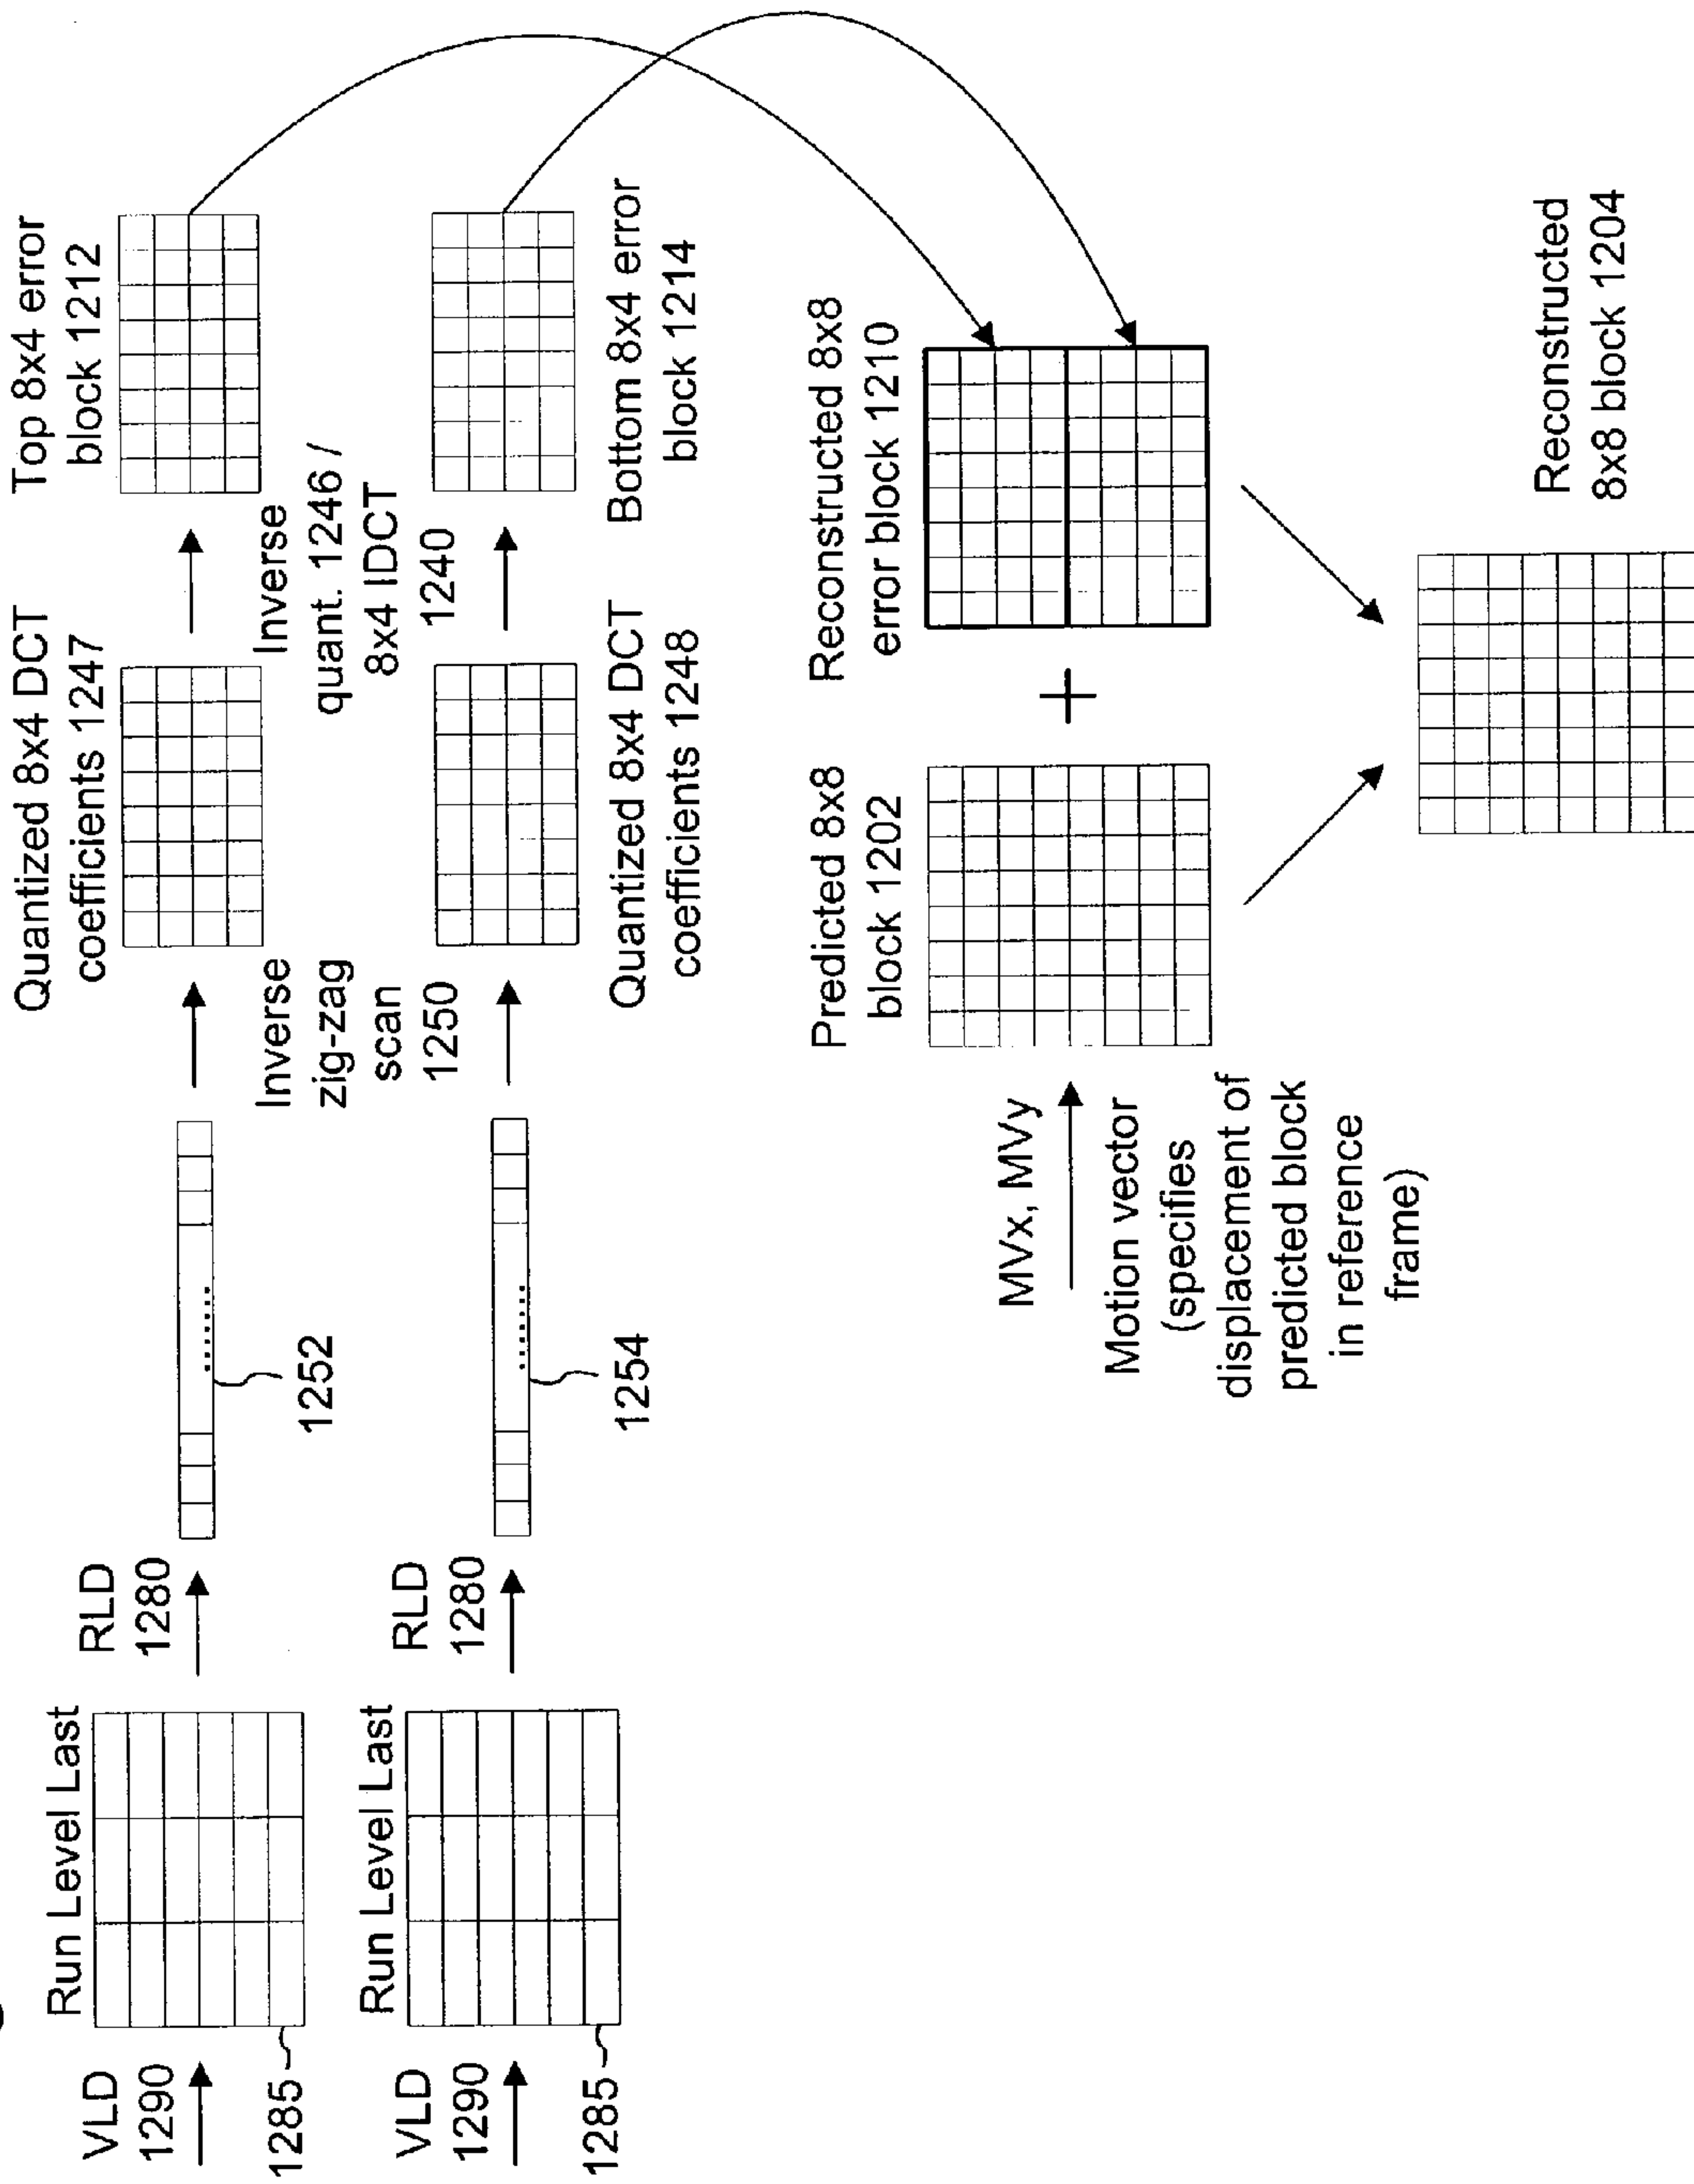 VLD
1290
Run Level Last
1285
RLD
1280
1252
Inverse
zig-zag
scan
1250
Quantized 8x4 DCT
coefficients 1247
Inverse
quant. 1246 /
8x4 IDCT
1240
Top 8x4 error
block 1212
VLD
1290
Run Level Last
1285
RLD
1280
1254
Quantized 8x4 DCT
coefficients 1248
Bottom 8x4 error
block 1214
MVx, MVy
Motion vector
(specifies
displacement of
predicted block
in reference
frame)
Predicted 8x8
block 1202
+
Reconstructed 8x8
error block 1210
Reconstructed
8x8 block 1204